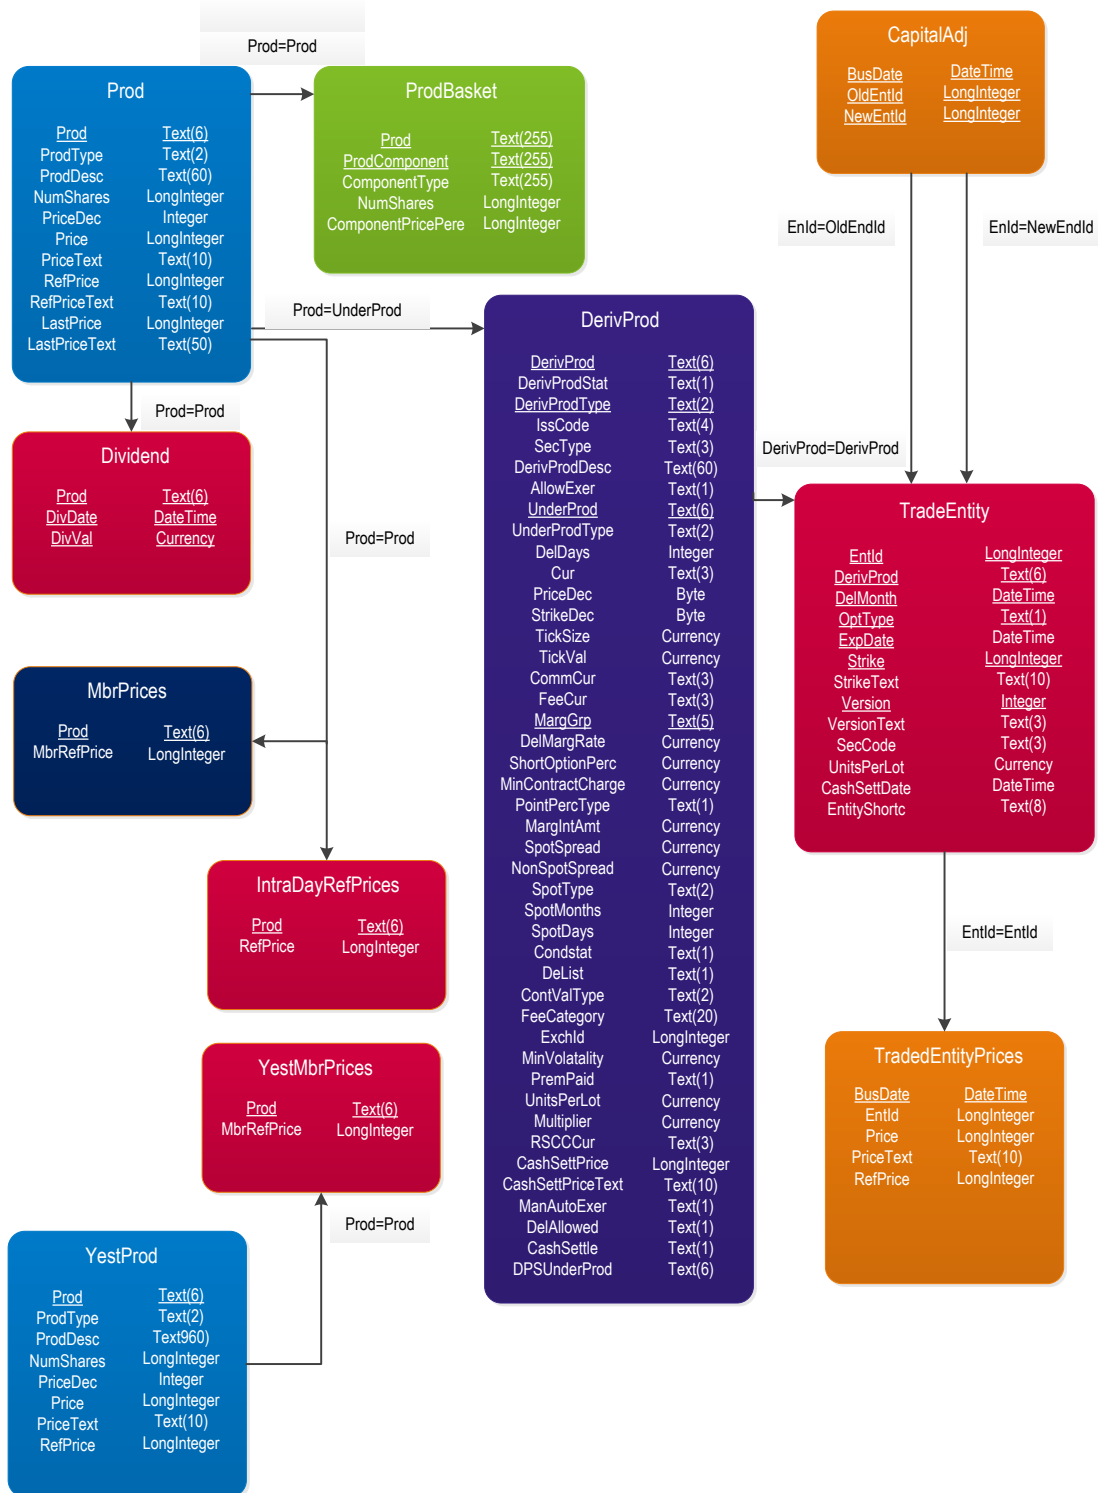 Prod=Prod
Prod
Prod Text(6)
ProdType Text(2)
ProdDesc Text(60)
NumShares LongInteger
PriceDec Integer
Price LongInteger
PriceText Text(10)
RefPrice LongInteger
RefPriceText Text(10)
LastPrice LongInteger
LastPriceText Text(50)
ProdBasket
Prod Text(255)
ProdComponent Text(255)
ComponentType Text(255)
NumShares LongInteger
ComponentPricePere LongInteger
CapitalAdj
BusDate DateTime
OldEntId LongInteger
NewEntId LongInteger
EnId=OldEndId
EnId=NewEndId
Prod=UnderProd
Prod=Prod
Dividend
Prod Text(6)
DivDate DateTime
DivVal Currency
Prod=Prod
DerivProd
DerivProd Text(6)
DerivProdStat Text(1)
DerivProdType Text(2)
IssCode Text(4)
SecType Text(3)
DerivProdDesc Text(60)
AllowExer Text(1)
UnderProd Text(6)
UnderProdType Text(2)
DelDays Integer
Cur Text(3)
PriceDec Byte
StrikeDec Byte
TickSize Currency
TickVal Currency
CommCur Text(3)
FeeCur Text(3)
MargGrp Text(5)
DelMargRate Currency
ShortOptionPerc Currency
MinContractCharge Currency
PointPercType Text(1)
MargIntAmt Currency
SpotSpread Currency
NonSpotSpread Currency
SpotType Text(2)
SpotMonths Integer
SpotDays Integer
Condstat Text(1)
DeList Text(1)
ContValType Text(2)
FeeCategory Text(20)
ExchId LongInteger
MinVolatality Currency
PremPaid Text(1)
UnitsPerLot Currency
Multiplier Currency
RSCCCur Text(3)
CashSettPrice LongInteger
CashSettPriceText Text(10)
ManAutoExer Text(1)
DelAllowed Text(1)
CashSettle Text(1)
DPSUnderProd Text(6)
DerivProd=DerivProd
TradeEntity
EntId LongInteger
DerivProd Text(6)
DelMonth DateTime
OptType Text(1)
ExpDate DateTime
Strike LongInteger
StrikeText Text(10)
Version Integer
VersionText Text(3)
SecCode Text(3)
UnitsPerLot Currency
CashSettDate DateTime
EntityShortc Text(8)
MbrPrices
Prod Text(6)
MbrRefPrice LongInteger
IntraDayRefPrices
Prod Text(6)
RefPrice LongInteger
EntId=EntId
TradedEntityPrices
BusDate DateTime
EntId LongInteger
Price LongInteger
PriceText Text(10)
RefPrice LongInteger
YestMbrPrices
Prod Text(6)
MbrRefPrice LongInteger
Prod=Prod
YestProd
Prod Text(6)
ProdType Text(2)
ProdDesc Text960)
NumShares LongInteger
PriceDec Integer
Price LongInteger
PriceText Text(10)
RefPrice LongInteger